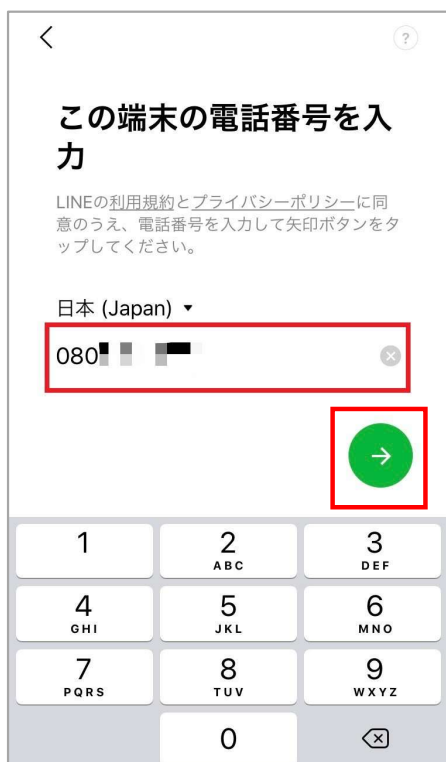 ?
この端末の電話番号を入
力
LINEの利用規約とプライバシーポリシーに同
意のうえ、電話番号を入力して矢印ボタンをタ
ップしてください。
日本 (Japan) ▼
080
1 2 3
ABC DEF
4 5 6
GHI JKL MNO
7 8 9
PQRS TUV WXYZ
0